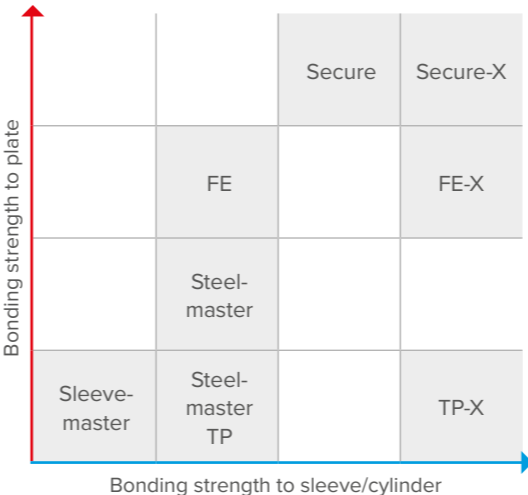 Bonding strength to plate
Secure
Secure-X
FE
FE-X
Steel-
master
Sleeve-
master
Steel-
master
TP
TP-X
Bonding strength to sleeve/cylinder